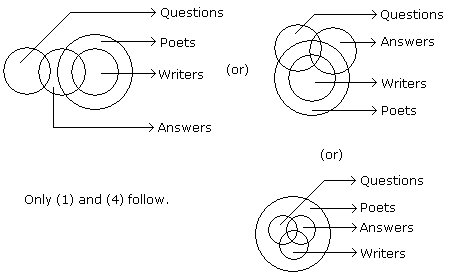 Questions
Poets
Writers
Answers
(or)
Questions
Answers
Writers
Poets
(or)
Questions
Poets
Answers
Writers
Only (1) and (4) follow.